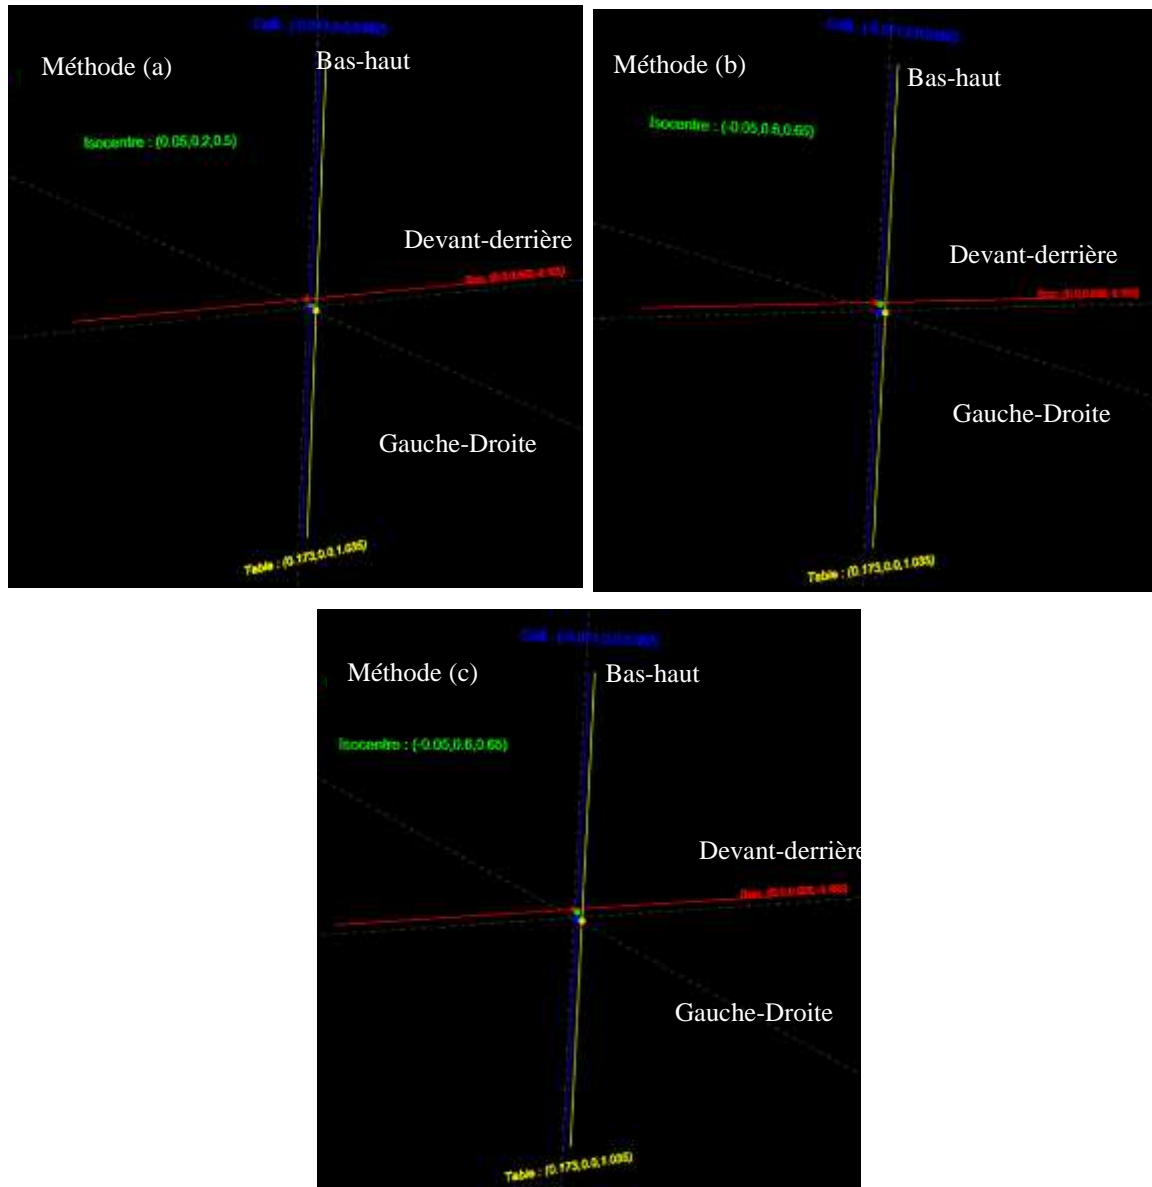 Méthode (a)
Bas-haut
Isocentre : (0.05,0.2,0.5)
Devant-derrière
Gauche-Droite
Table : (0.173,0.0,1.035)
Méthode (b)
Bas-haut
Isocentre : (-0.05,0.6,0.65)
Devant-derrière
Gauche-Droite
Table : (0.173,0.0,1.035)
Méthode (c)
Bas-haut
Isocentre : (-0.05,0.6,0.65)
Devant-derrière
Gauche-Droite
Table : (0.173,0.0,1.035)